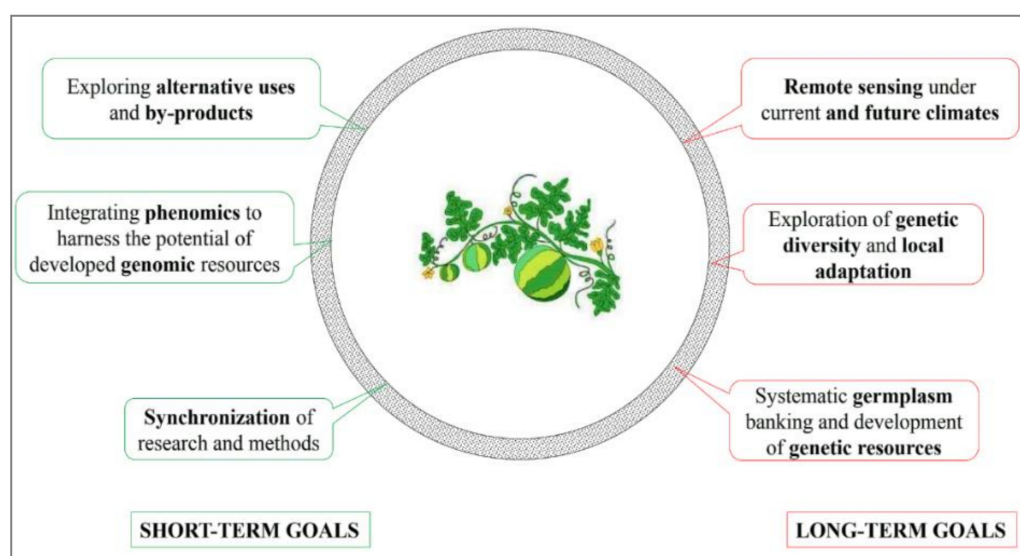 Exploring alternative uses
and by-products
Integrating phenomics to
harness the potential of
developed genomic resources
Synchronization of
research and methods
SHORT-TERM GOALS
Remote sensing under
current and future climates
Exploration of genetic
diversity and local
adaptation
Systematic germplasm
banking and development
of genetic resources
LONG-TERM GOALS